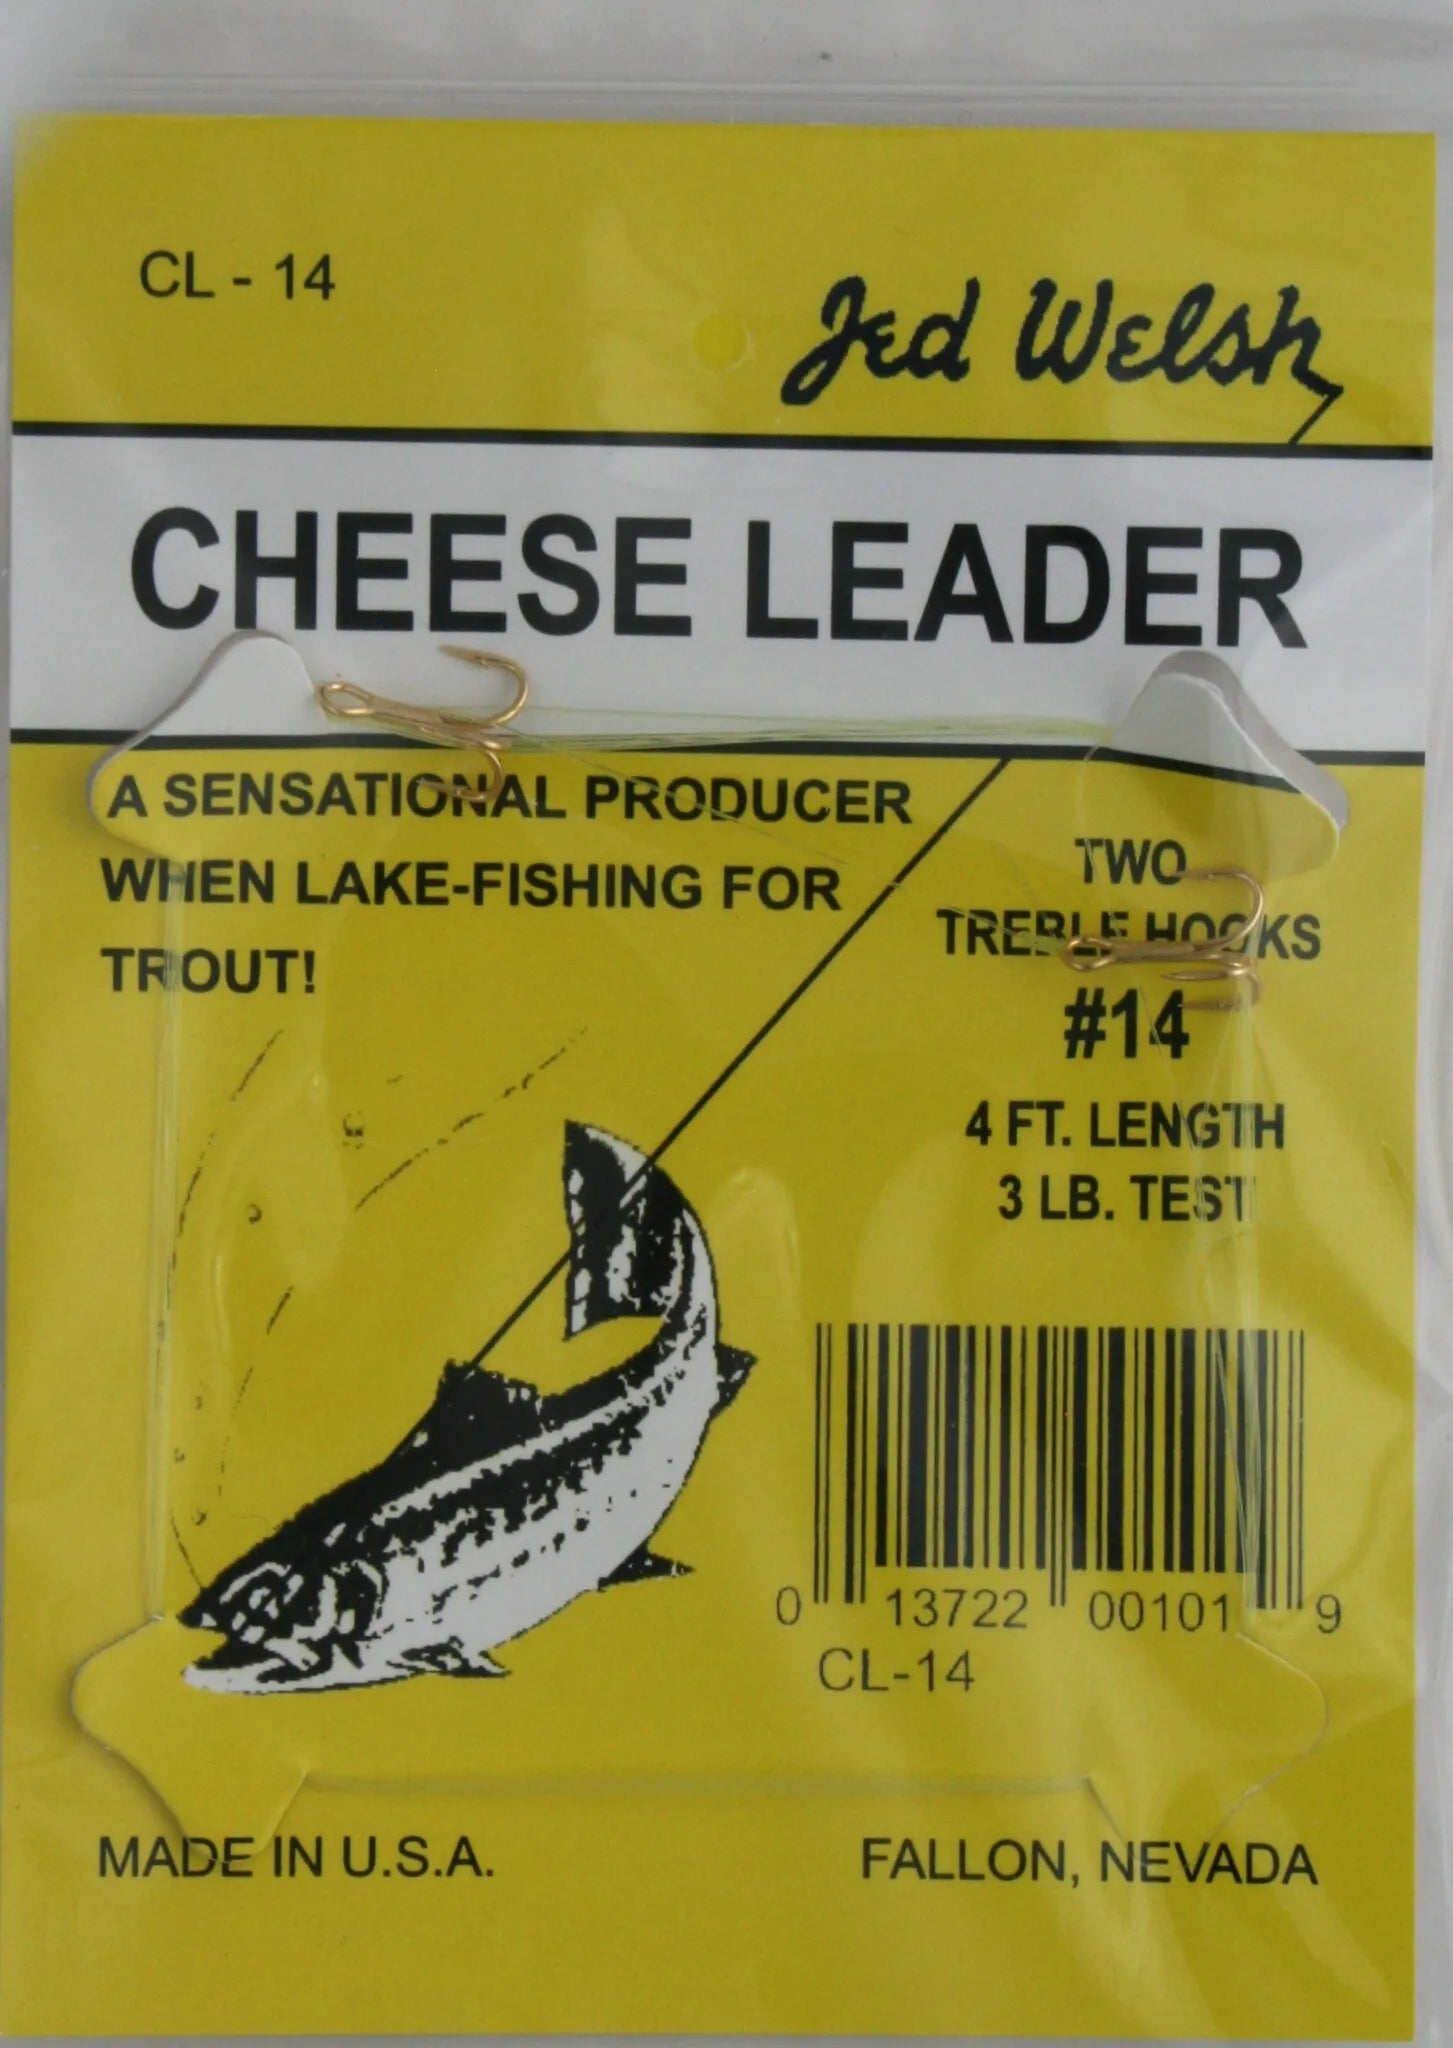 CL - 14
Jed Welsh
CHEESE LEADER
A SENSATIONAL PRODUCER
WHEN LAKE-FISHING FOR
TROUT!
TWO
TREBLE HOOKS
#14
4 FT. LENGTH
3 LB. TEST
0 13722 00101 9
CL-14
MADE IN U.S.A.
FALLON, NEVADA